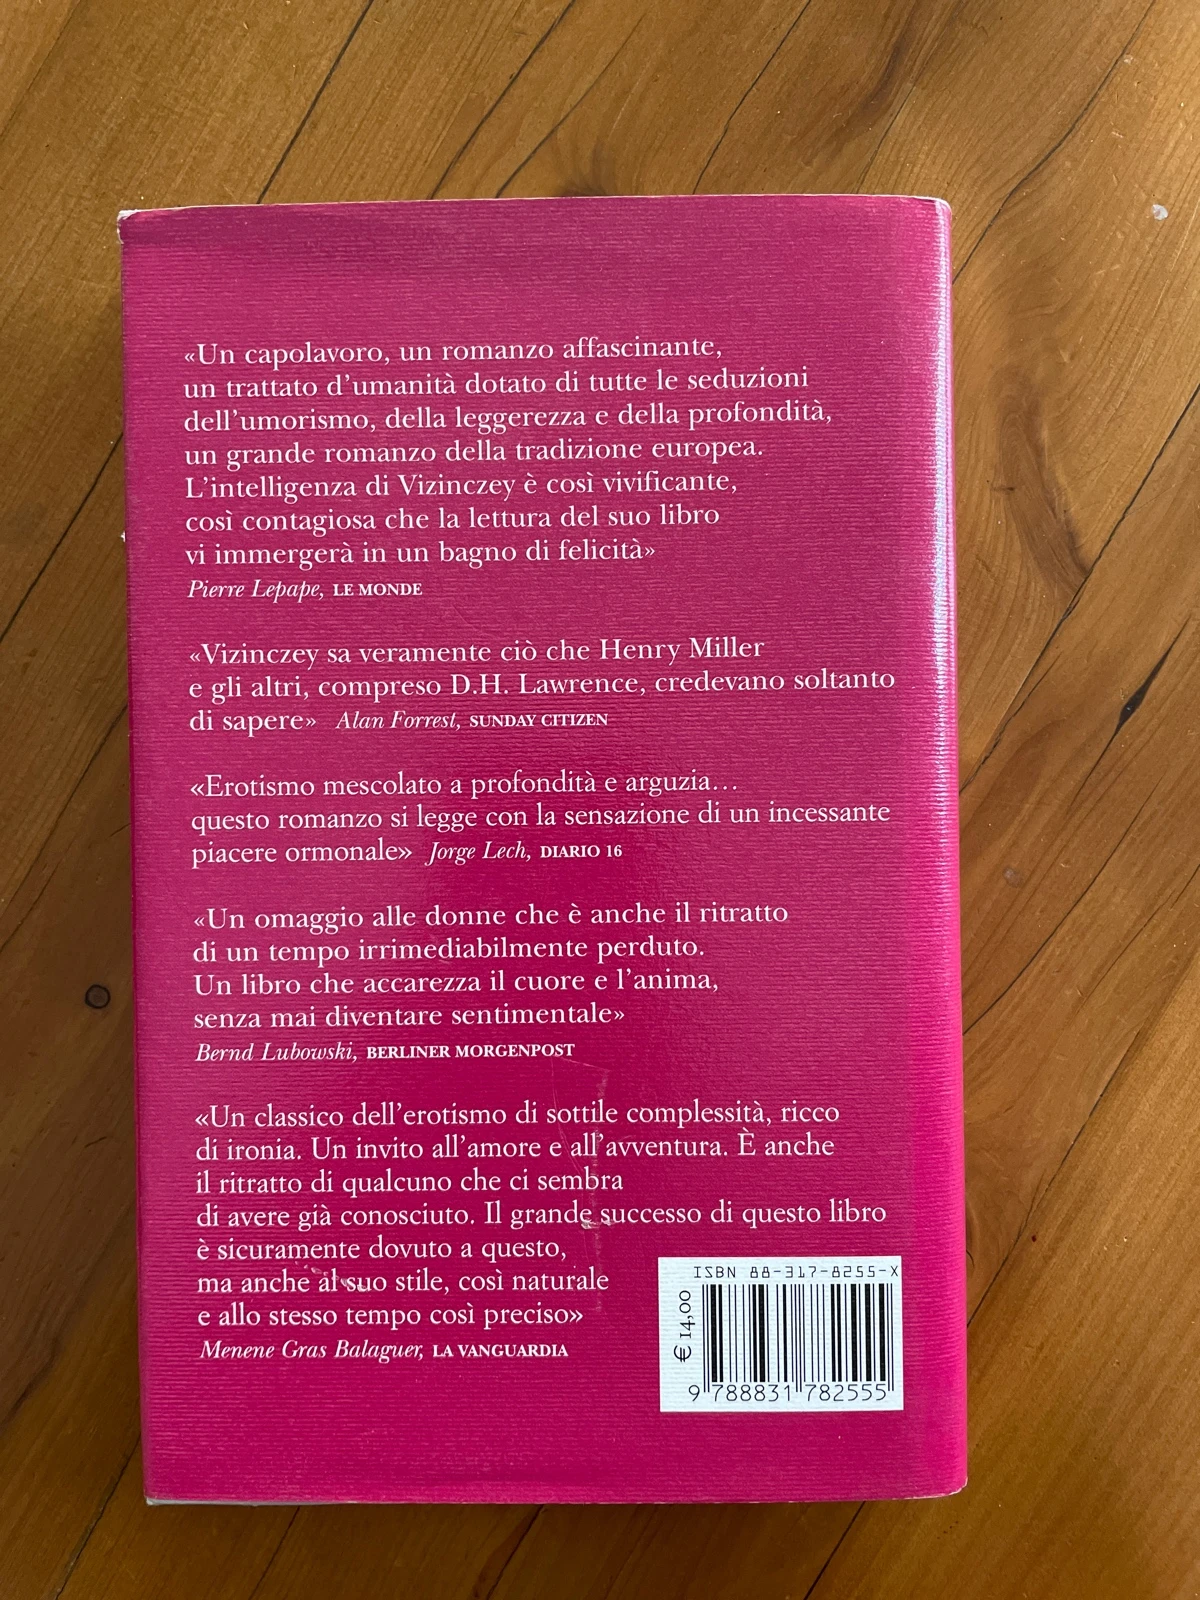 «Un capolavoro, un romanzo affascinante,
un trattato d’umanità dotato di tutte le seduzioni
dell’umorismo, della leggerezza e della profondità,
un grande romanzo della tradizione europea.
L’intelligenza di Vizinczey è così vivificante,
così contagiosa che la lettura del suo libro
vi immergerà in un bagno di felicità»
Pierre Lepape, LE MONDE
«Vizinczey sa veramente ciò che Henry Miller
e gli altri, compreso D.H. Lawrence, credevano soltanto
di sapere» Alan Forrest, SUNDAY CITIZEN
«Erotismo mescolato a profondità e arguzia…
questo romanzo si legge con la sensazione di un incessante
piacere ormonale» Jorge Lech, DIARIO 16
«Un omaggio alle donne che è anche il ritratto
di un tempo irrimediabilmente perduto.
Un libro che accarezza il cuore e l’anima,
senza mai diventare sentimentale»
Bernd Lubowski, BERLINER MORGENPOST
«Un classico dell’erotismo di sottile complessità, ricco
di ironia. Un invito all’amore e all’avventura. È anche
il ritratto di qualcuno che ci sembra
di avere già conosciuto. Il grande successo di questo libro
è sicuramente dovuto a questo,
ma anche al suo stile, così naturale
e allo stesso tempo così preciso»
Menene Gras Balaguer, LA VANGUARDIA
ISBN 88-317-8255-X
€ 14,00
9 788831 782555